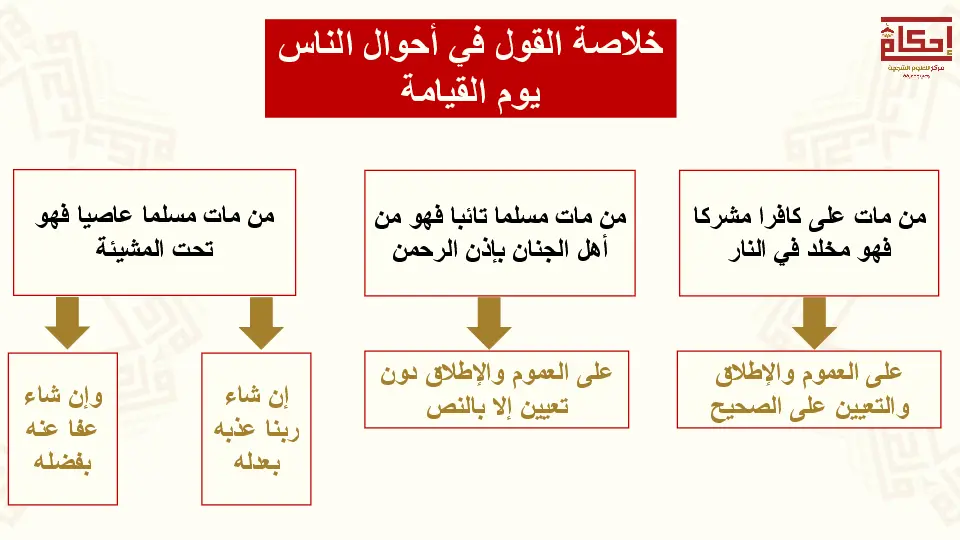 إحكام
مركز للعلوم الشرعية
خلاصة القول في أحوال الناس
يوم القيامة
من مات على كافرا مشركا
فهو مخلد في النار
على العموم والإطلاق
والتعيين على الصحيح
من مات مسلما تائبا فهو من
أهل الجنان بإذن الرحمن
على العموم والإطلاق دون
تعيين إلا بالنص
من مات مسلما عاصيا فهو
تحت المشيئة
إن شاء
ربنا عذبه
بعدله
وإن شاء
عفا عنه
بفضله